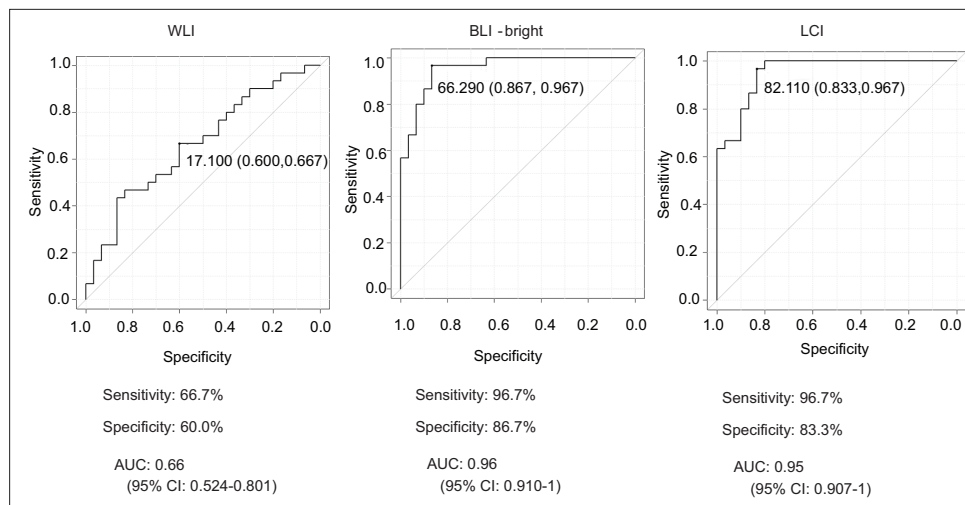 WLI
Sensitivity
1.0
0.8
0.6
0.4
0.2
0.0
17.100 (0.600,0.667)
1.0 0.8 0.6 0.4 0.2 0.0
Specificity
Sensitivity: 66.7%
Specificity: 60.0%
AUC: 0.66
(95% CI: 0.524-0.801)
BLI -bright
Sensitivity
1.0
0.8
0.6
0.4
0.2
0.0
66.290 (0.867, 0.967)
1.0 0.8 0.6 0.4 0.2 0.0
Specificity
Sensitivity: 96.7%
Specificity: 86.7%
AUC: 0.96
(95% CI: 0.910-1)
LCI
Sensitivity
1.0
0.8
0.6
0.4
0.2
0.0
82.110 (0.833,0.967)
1.0 0.8 0.6 0.4 0.2 0.0
Specificity
Sensitivity: 96.7%
Specificity: 83.3%
AUC: 0.95
(95% CI: 0.907-1)